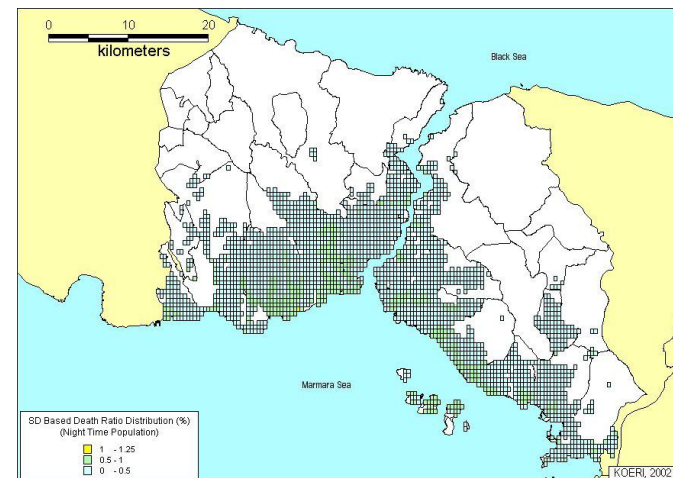 0 10 20
kilometers
Black Sea
Marmara Sea
SD Based Death Ratio Distribution (%)
(Night Time Population)
1 - 1.25
0.5 - 1
0 - 0.5
KOERI, 2002